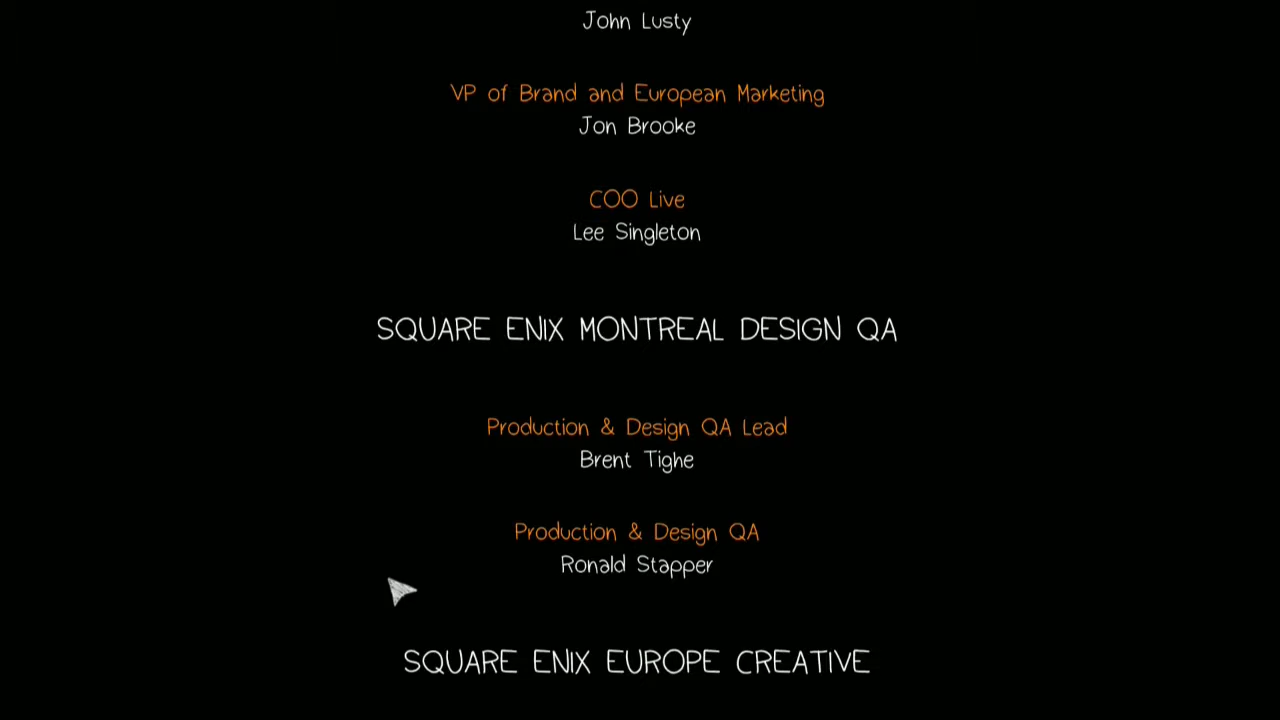 John Lusty
VP of Brand and European Marketing
Jon Brooke
COO Live
Lee Singleton
SQUARE ENIX MONTREAL DESIGN QA
Production & Design QA Lead
Brent Tighe
Production & Design QA
Ronald Stapper
SQUARE ENIX EUROPE CREATIVE